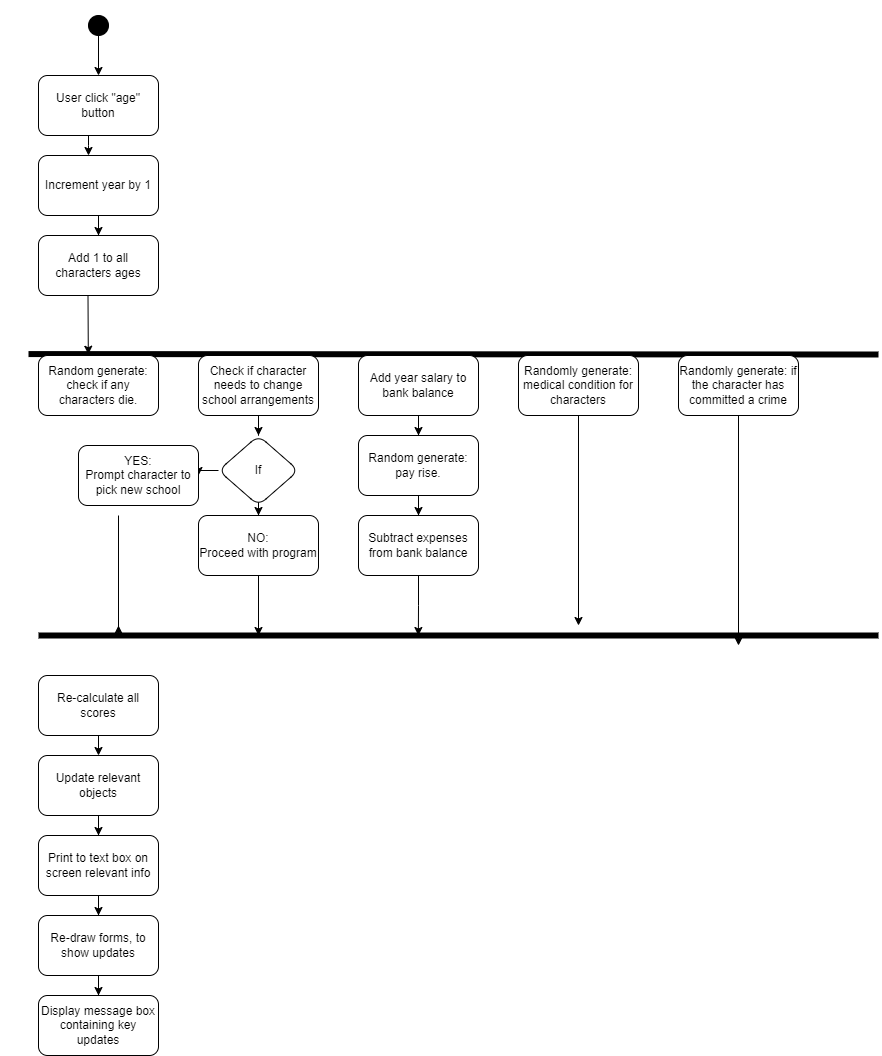 User click "age"
button
Increment year by 1
Add 1 to all
characters ages
Random generate:
check if any
characters die.
Check if character
needs to change
school arrangements
Add year salary to
bank balance
Randomly generate:
medical condition for
characters
Randomly generate: if
the character has
committed a crime
YES:
Prompt character to
pick new school
If
Random generate:
pay rise.
NO:
Proceed with program
Subtract expenses
from bank balance
Re-calculate all
scores
Update relevant
objects
Print to text box on
screen relevant info
Re-draw forms, to
show updates
Display message box
containing key
updates